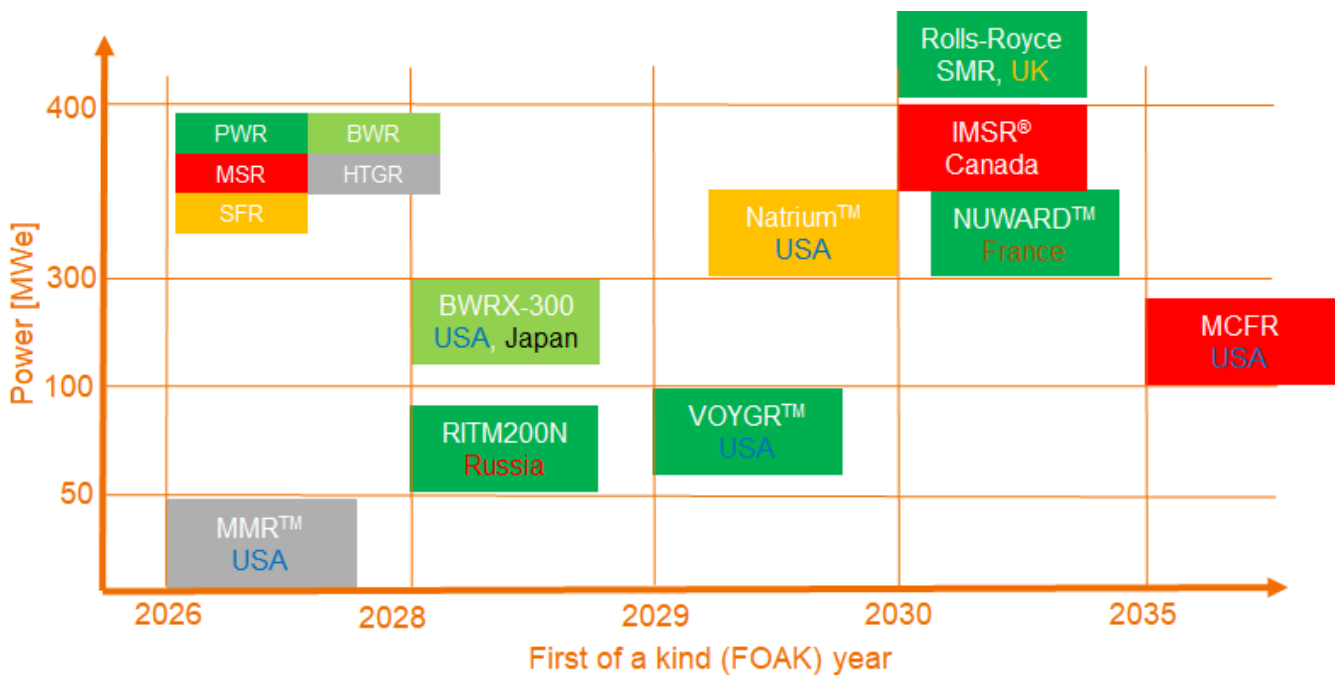 Rolls-Royce
SMR, UK
400
PWR
BWR
IMSR®
Canada
MSR
HTGR
SFR
Natrium™
USA
NUWARD™
France
Power [MWe]
300
BWRX-300
USA, Japan
MCFR
USA
100
VOYGR™
USA
RITM200N
Russia
50
MMR™
USA
2026
2028
2029
2030
2035
First of a kind (FOAK) year